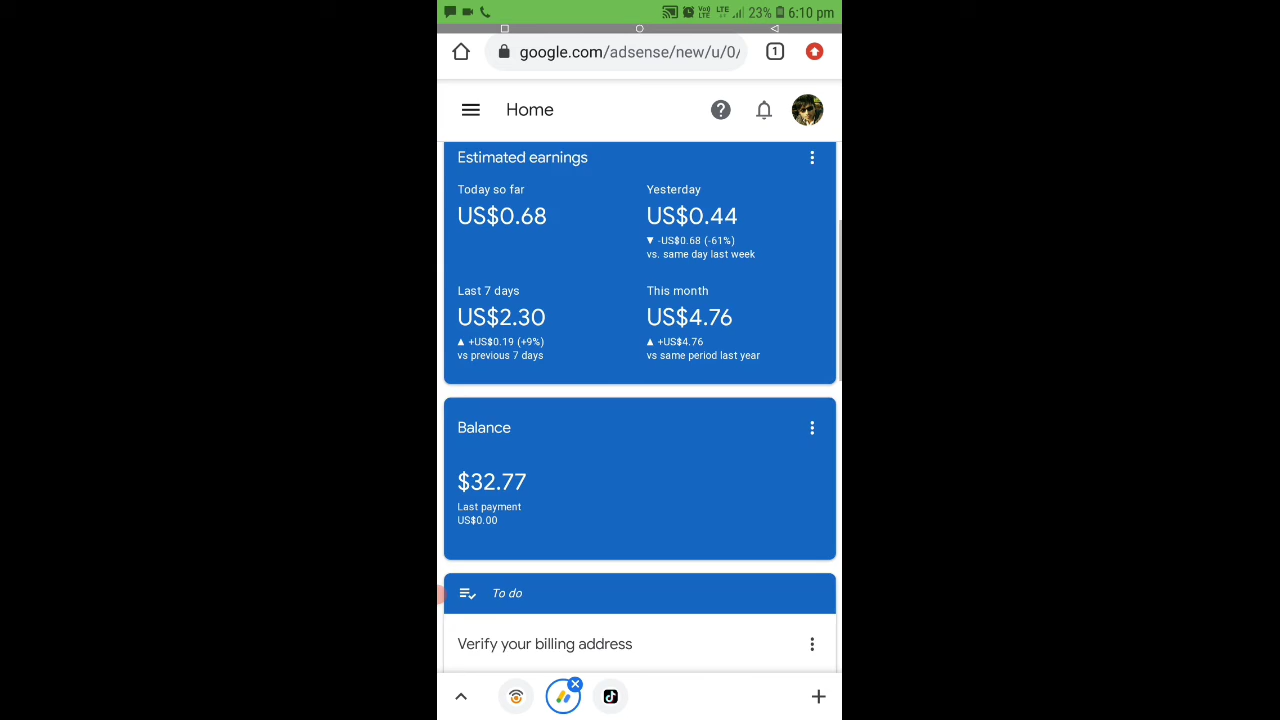 VoI) LTE LTE 23% 6:10 pm
google.com/adsense/new/u/0/ 1
Home
Estimated earnings
Today so far Yesterday
US$0.68 US$0.44
▼ -US$0.68 (-61%)
vs. same day last week
Last 7 days This month
US$2.30 US$4.76
▲ +US$0.19 (+9%) ▲ +US$4.76
vs previous 7 days vs same period last year
Balance
$32.77
Last payment
US$0.00
To do
Verify your billing address